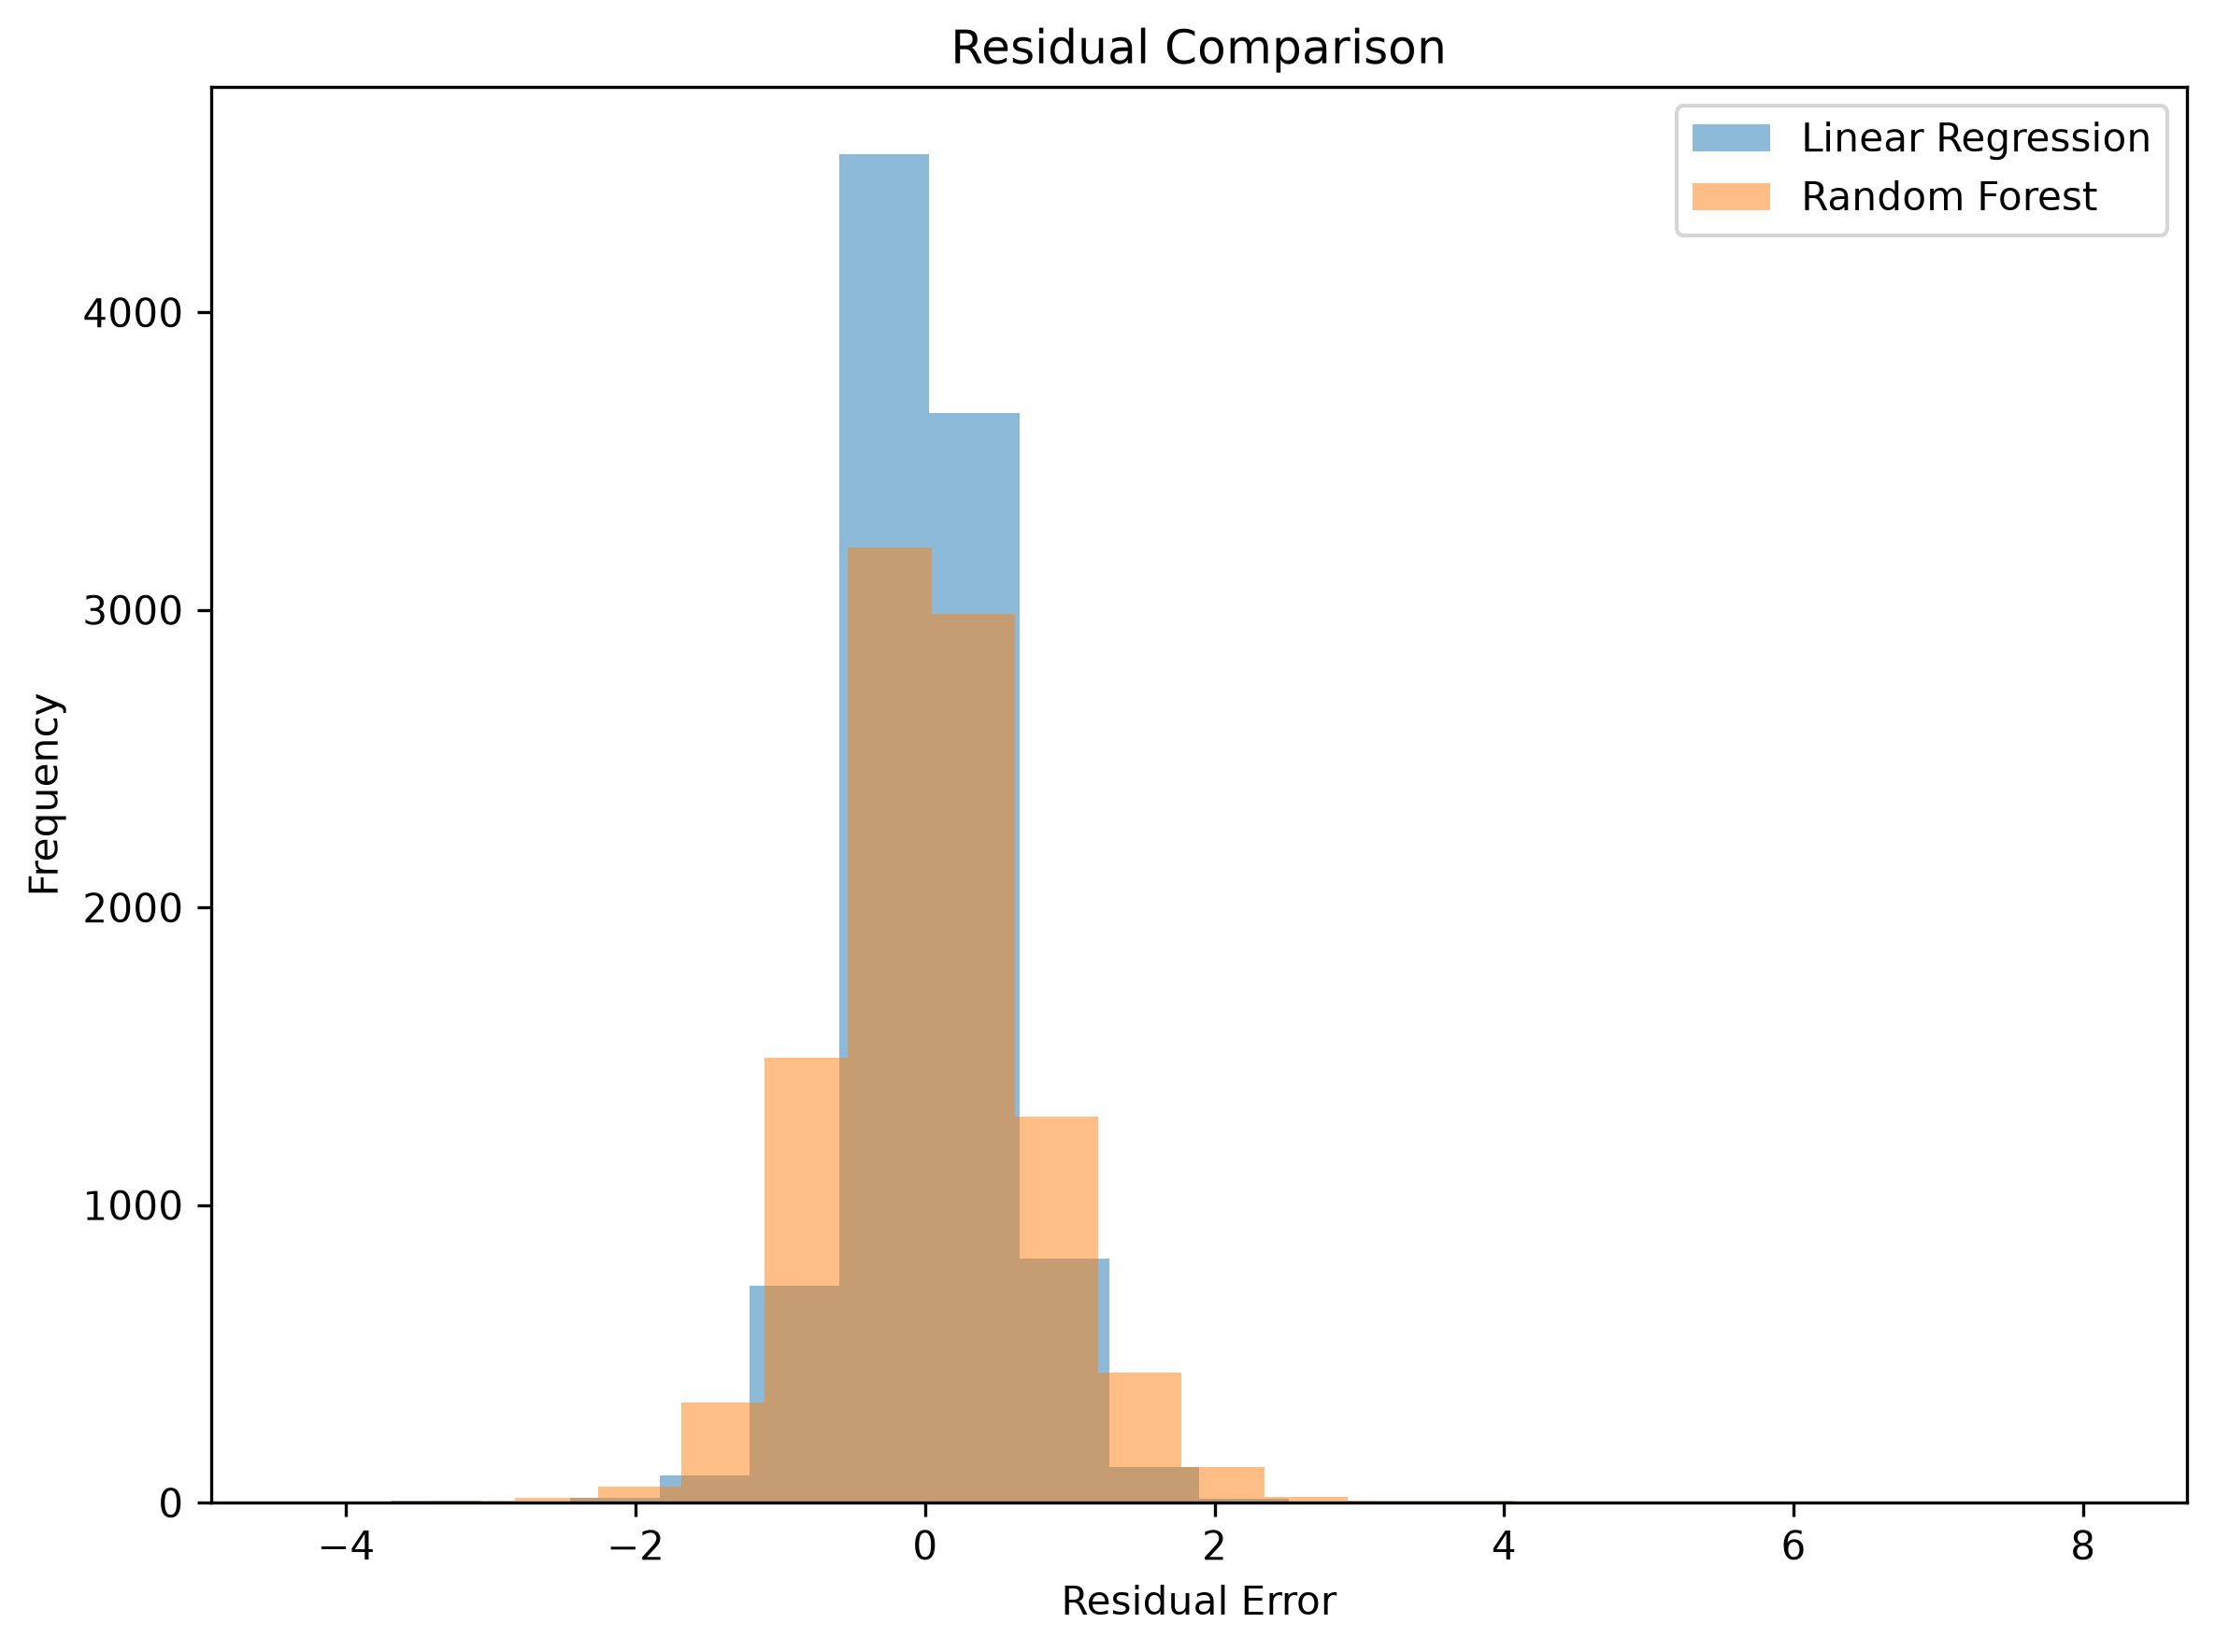 Residual Comparison
Linear Regression
Random Forest
Frequency
4000
3000
2000
1000
0
−4 −2 0 2 4 6 8
Residual Error